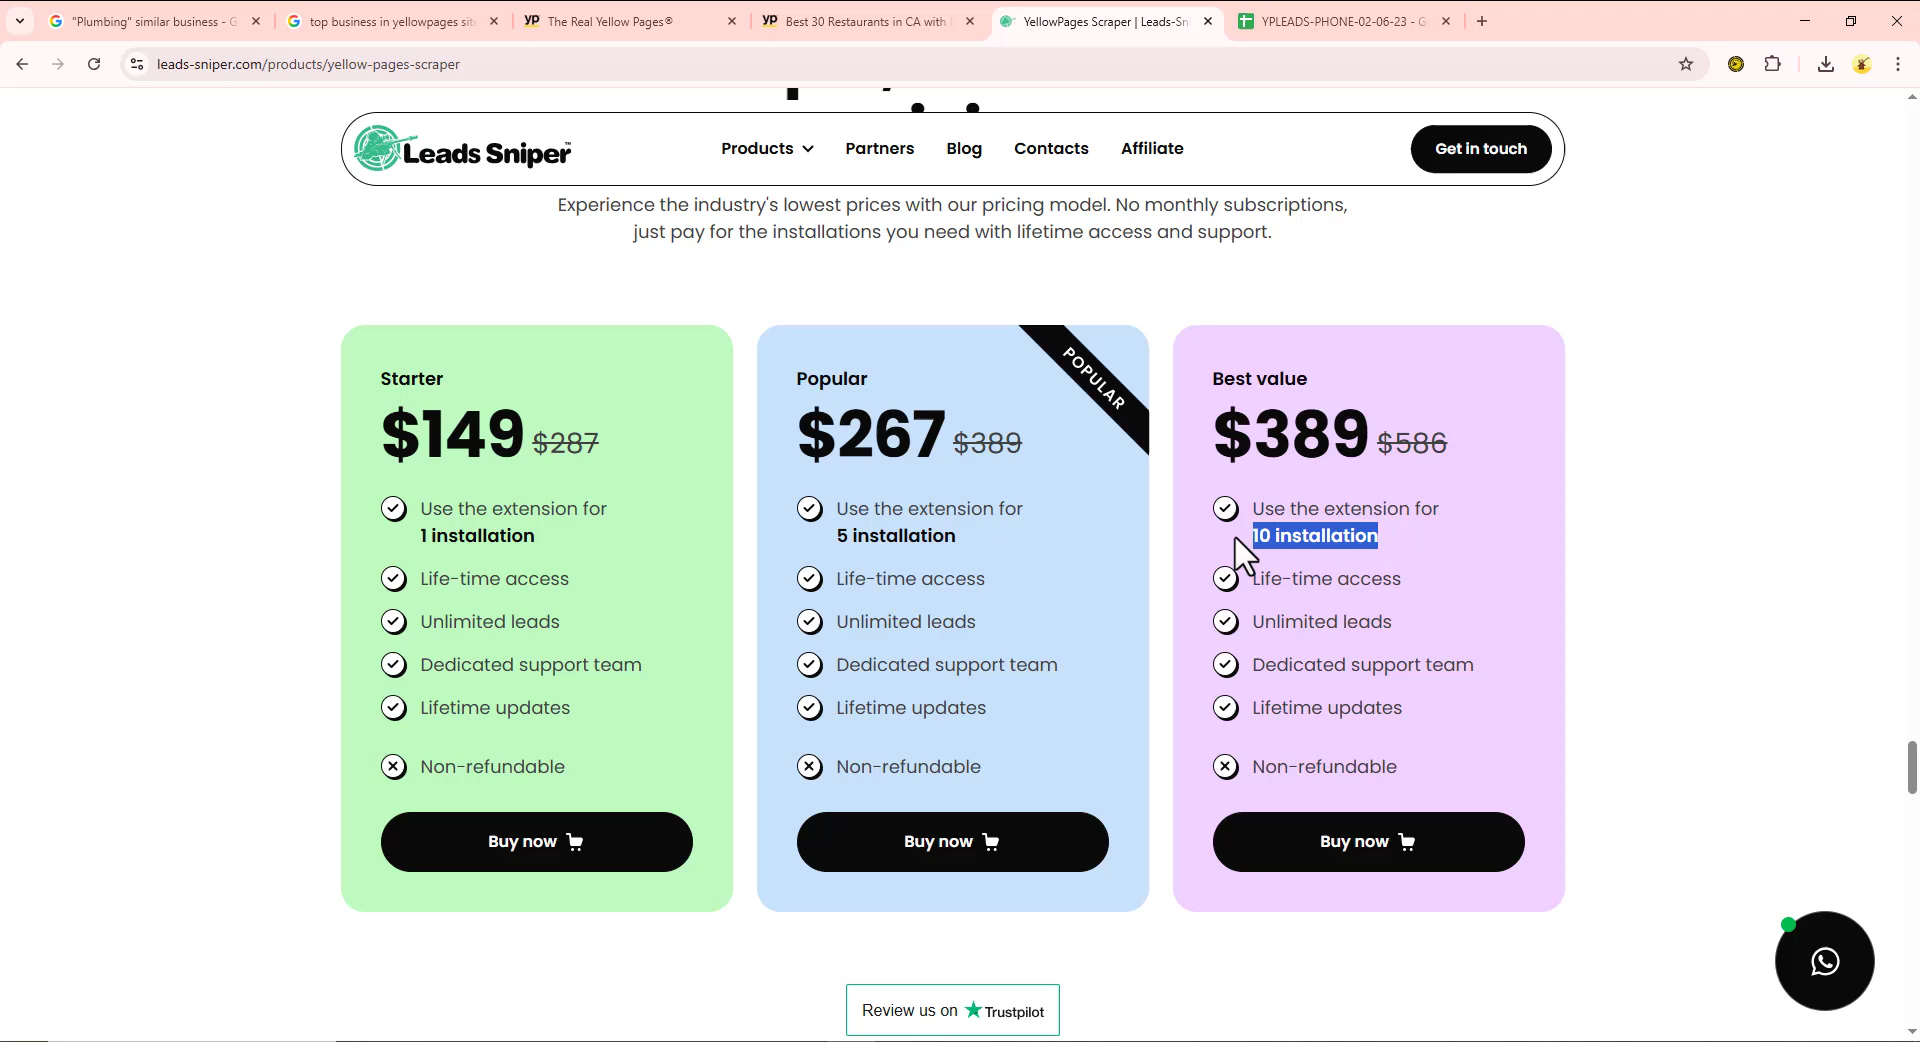 "Plumbing" similar business - G
top business in yellowpages site
The Real Yellow Pages®
Best 30 Restaurants in CA with
YellowPages Scraper | Leads-Sni
YPLEADS-PHONE-02-06-23 - G
leads-sniper.com/products/yellow-pages-scraper
Leads Sniper™
Products
Partners
Blog
Contacts
Affiliate
Get in touch
Experience the industry's lowest prices with our pricing model. No monthly subscriptions,
just pay for the installations you need with lifetime access and support.
Starter
$149 $287
Use the extension for
1 installation
Life-time access
Unlimited leads
Dedicated support team
Lifetime updates
Non-refundable
Buy now
POPULAR
Popular
$267 $389
Use the extension for
5 installation
Life-time access
Unlimited leads
Dedicated support team
Lifetime updates
Non-refundable
Buy now
Best value
$389 $586
Use the extension for
10 installation
Life-time access
Unlimited leads
Dedicated support team
Lifetime updates
Non-refundable
Buy now
Review us on Trustpilot